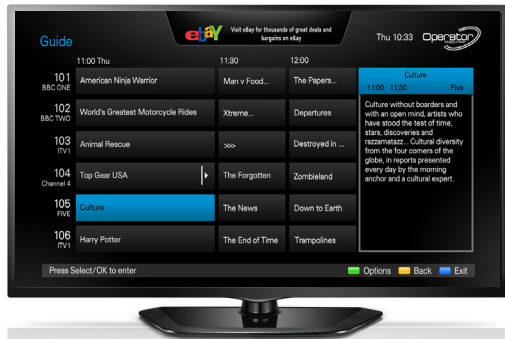 Guide
ebay
Visit eBay for thousands of great deals and
bargains on eBay
Thu 10:33
Operator
11:00 Thu
11:30
12:00
101
BBC ONE
American Ninja Warrior
Man v Food...
The Papers...
102
BBC TWO
World's Greatest Motorcycle Rides
Xtreme...
Departures
103
ITV1
Animal Rescue
>>>
Destroyed in ...
104
Channel 4
Top Gear USA
The Forgotten
Zombieland
105
FIVE
Culture
The News
Down to Earth
106
ITV1
Harry Potter
The End of Time
Trampolines
Culture
11:00 - 11:30 Five
Culture without boarders and
with an open mind, artists who
have stood the test of time,
stars, discoveries and
razzamatazz... Cultural diversity
from the four corners of the
globe, in reports presented
every day by the morning
anchor and a cultural expert.
Press Select/OK to enter
Options
Back
Exit